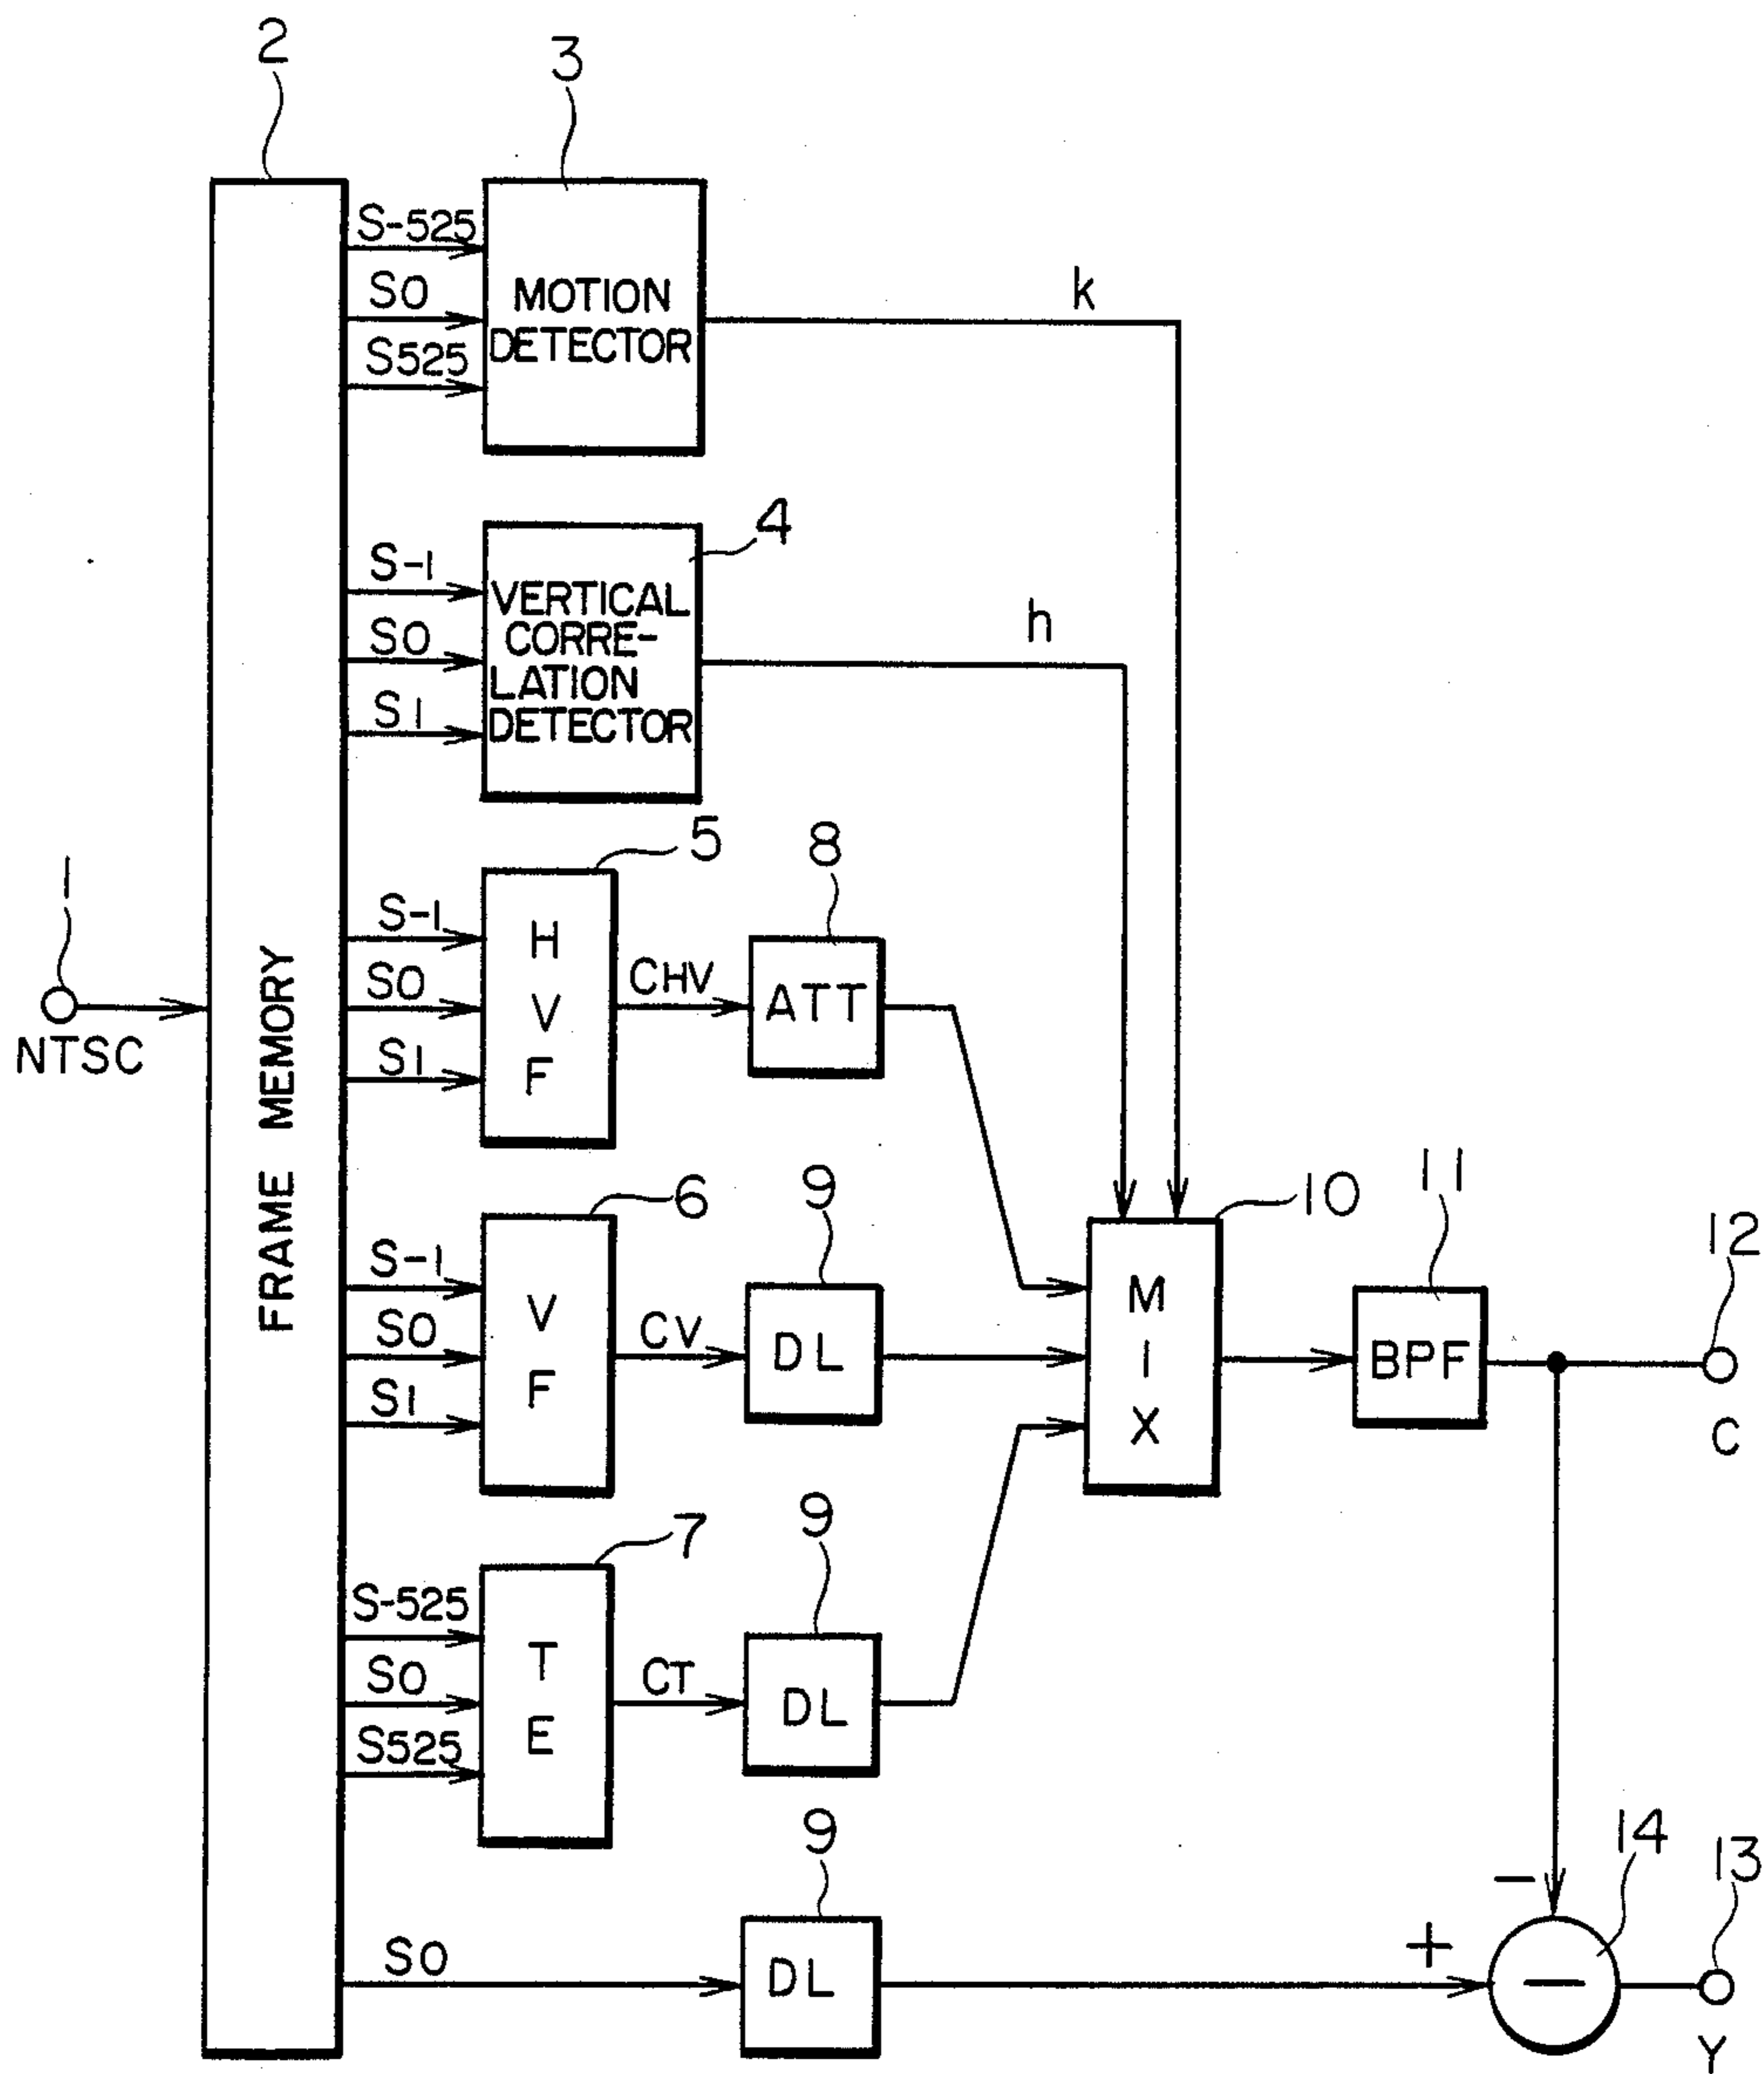 2
3
S-525
S0
S525
MOTION
DETECTOR
k
4
S-1
S0
S1
VERTICAL
CORRE-
LATION
DETECTOR
h
1
NTSC
FRAME MEMORY
5
S-1
S0
S1
H
V
F
CHV
8
ATT
6
S-1
S0
S1
V
F
CV
9
DL
10
M
I
X
11
BPF
12
C
7
S-525
S0
S525
T
E
CT
9
DL
S0
9
DL
+
-
14
−
13
Y